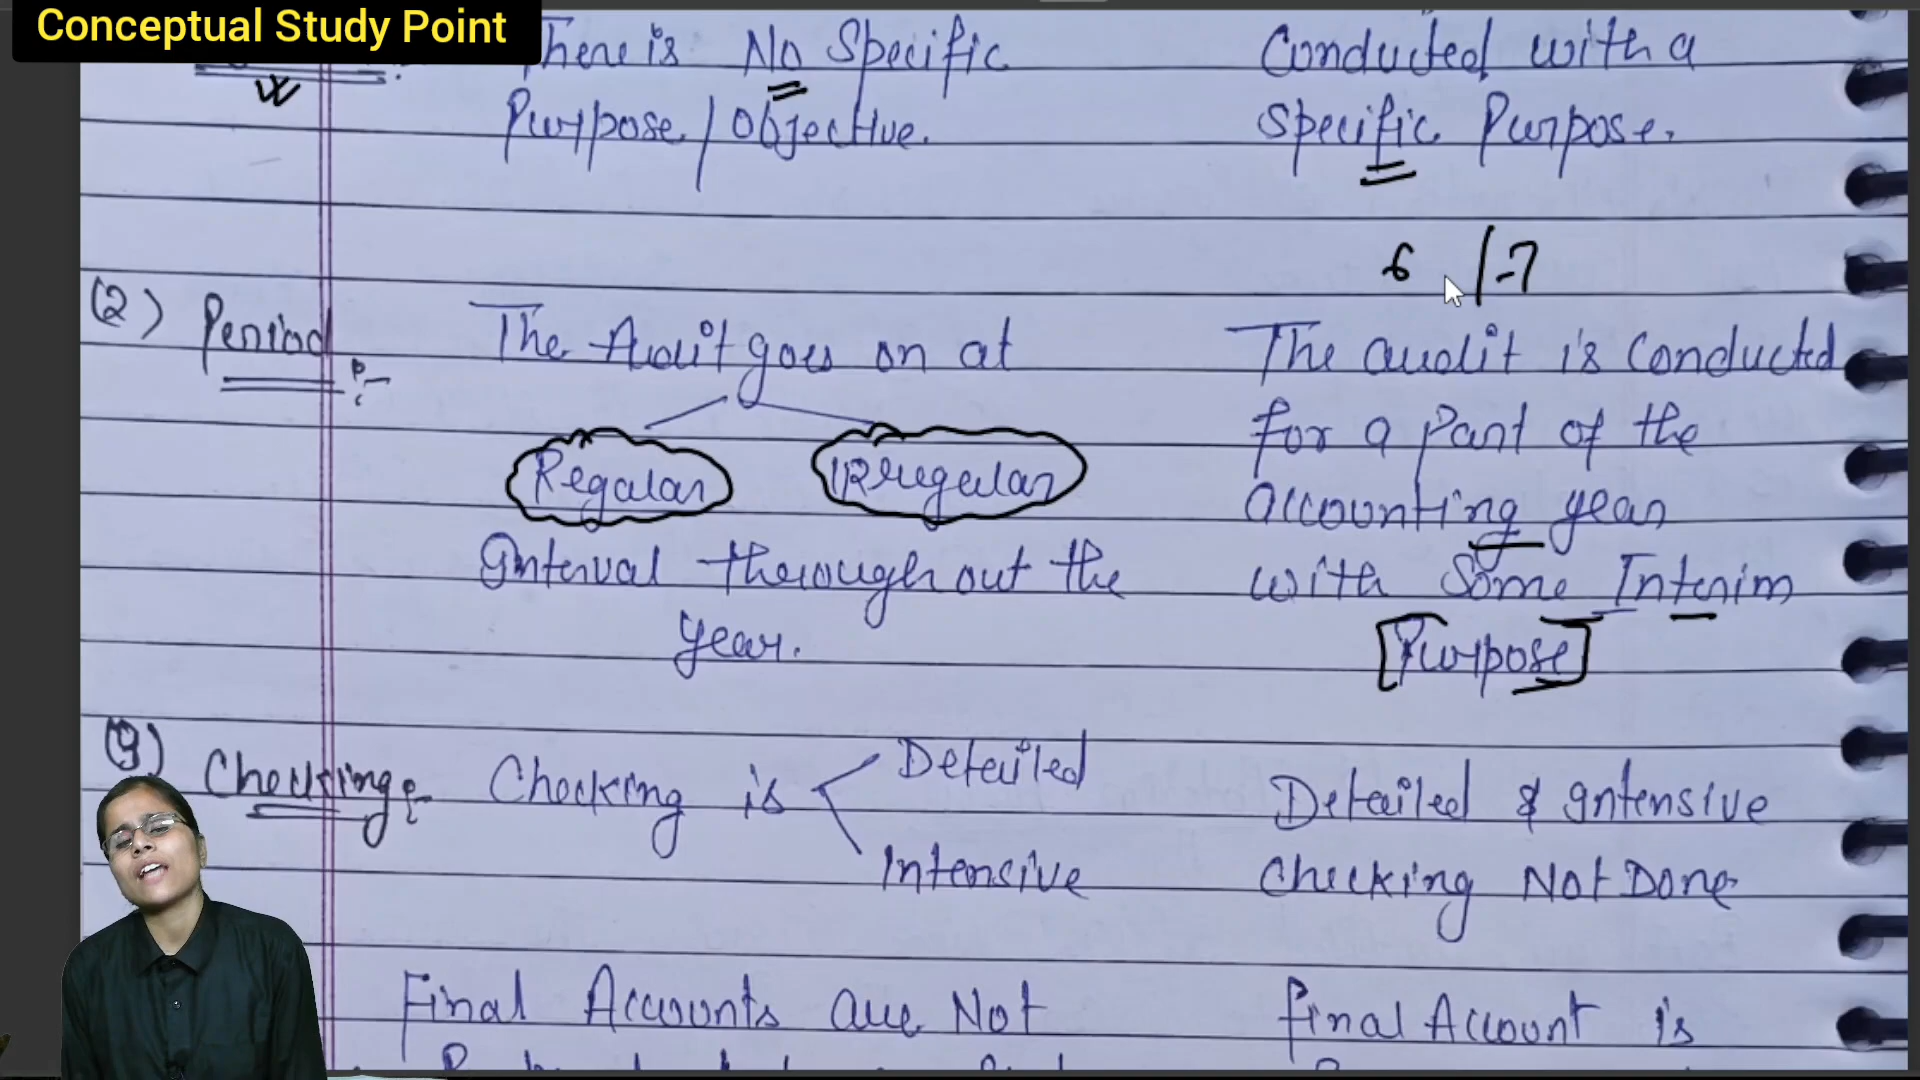 Conceptual Study Point
There is No Specific
Purpose / Objective.
Conducted with a
Specific Purpose.
6 / 7
(2) Period :-
The Audit goes on at
Regular Irregular
Interval throughout the
year.
The audit is conducted
for a Part of the
accounting year
with Some Interim
Purpose
(3) Checking :-
Checking is Detailed
Intensive
Detailed & Intensive
Checking Not Done
Final Accounts are Not
Final Account is